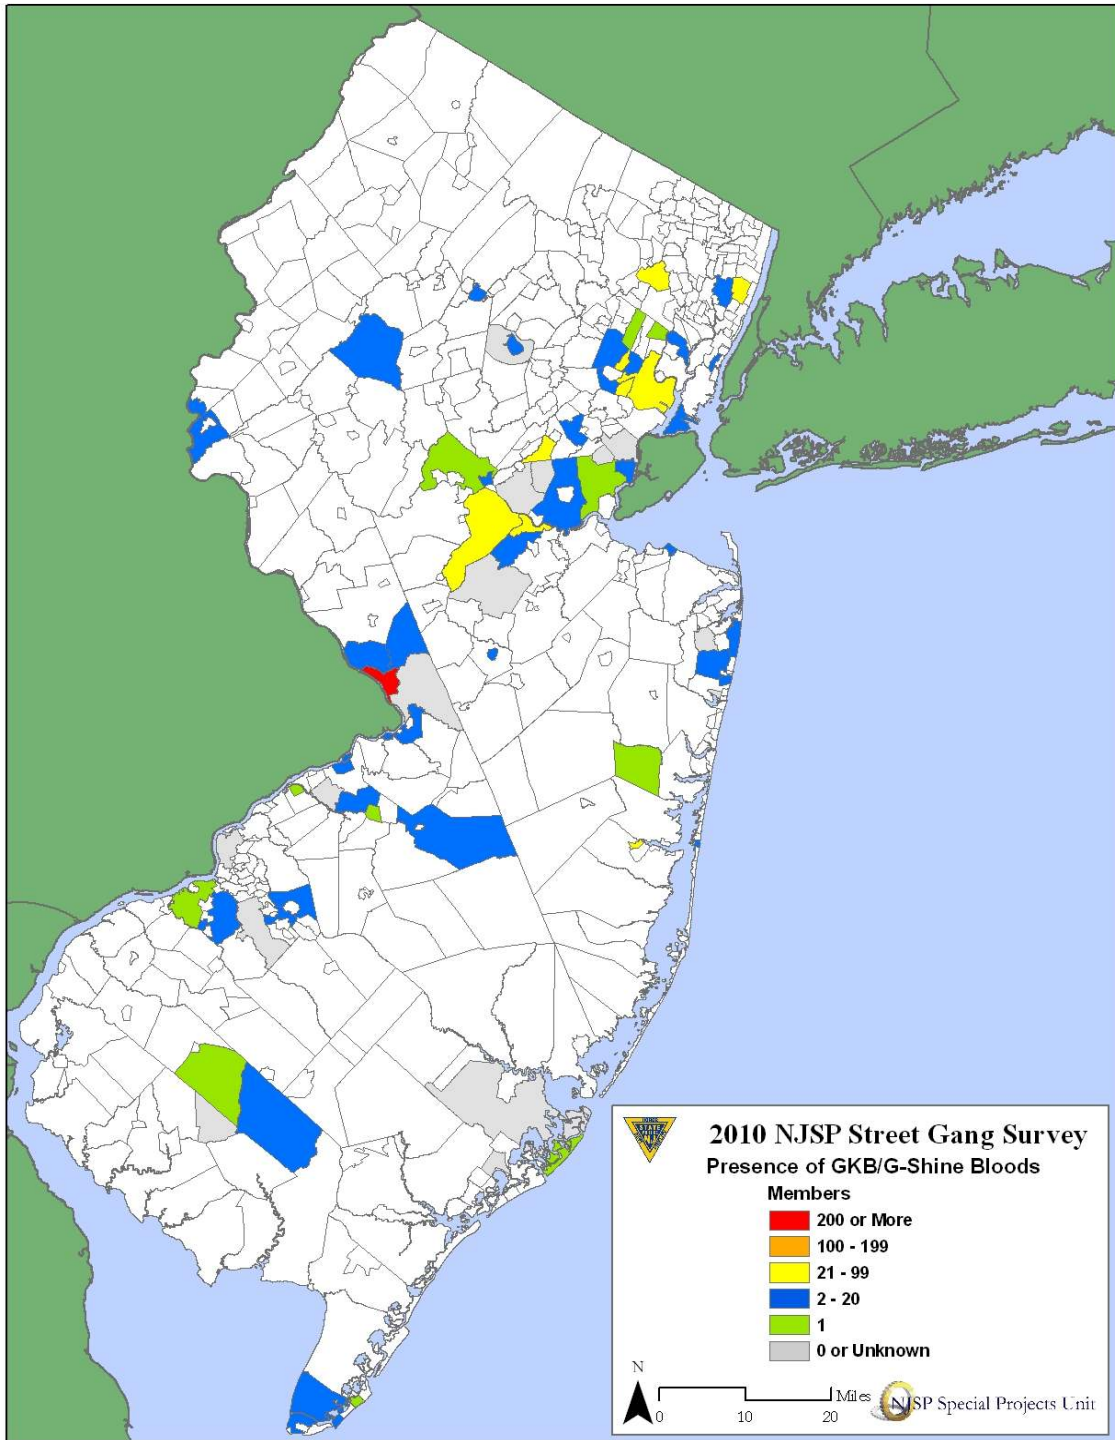 2010 NJSP Street Gang Survey
Presence of GKB/G-Shine Bloods
Members
200 or More
100 - 199
21 - 99
2 - 20
1
0 or Unknown
N
Miles
0 10 20
NJSP Special Projects Unit